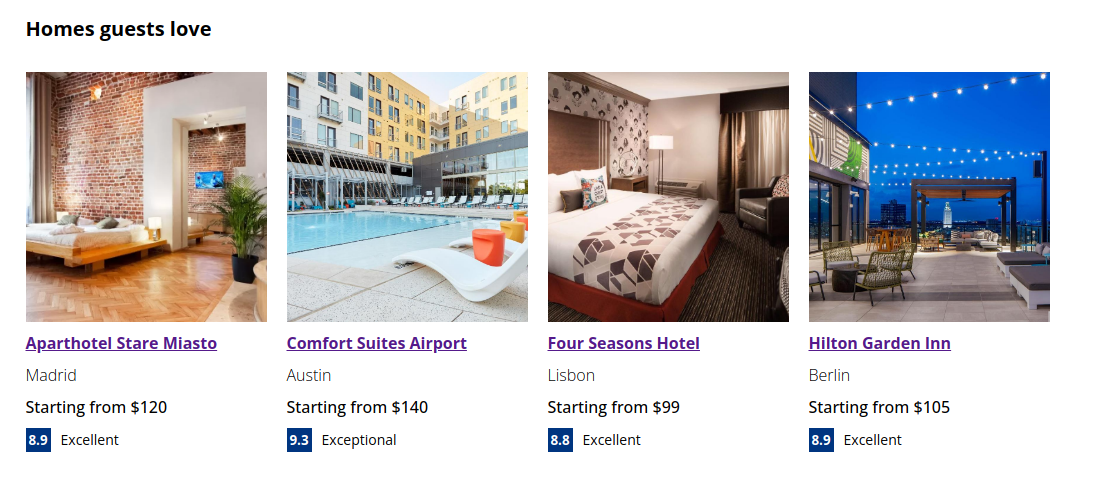 Homes guests love
Aparthotel Stare Miasto
Madrid
Starting from $120
8.9 Excellent
Comfort Suites Airport
Austin
Starting from $140
9.3 Exceptional
Four Seasons Hotel
Lisbon
Starting from $99
8.8 Excellent
Hilton Garden Inn
Berlin
Starting from $105
8.9 Excellent